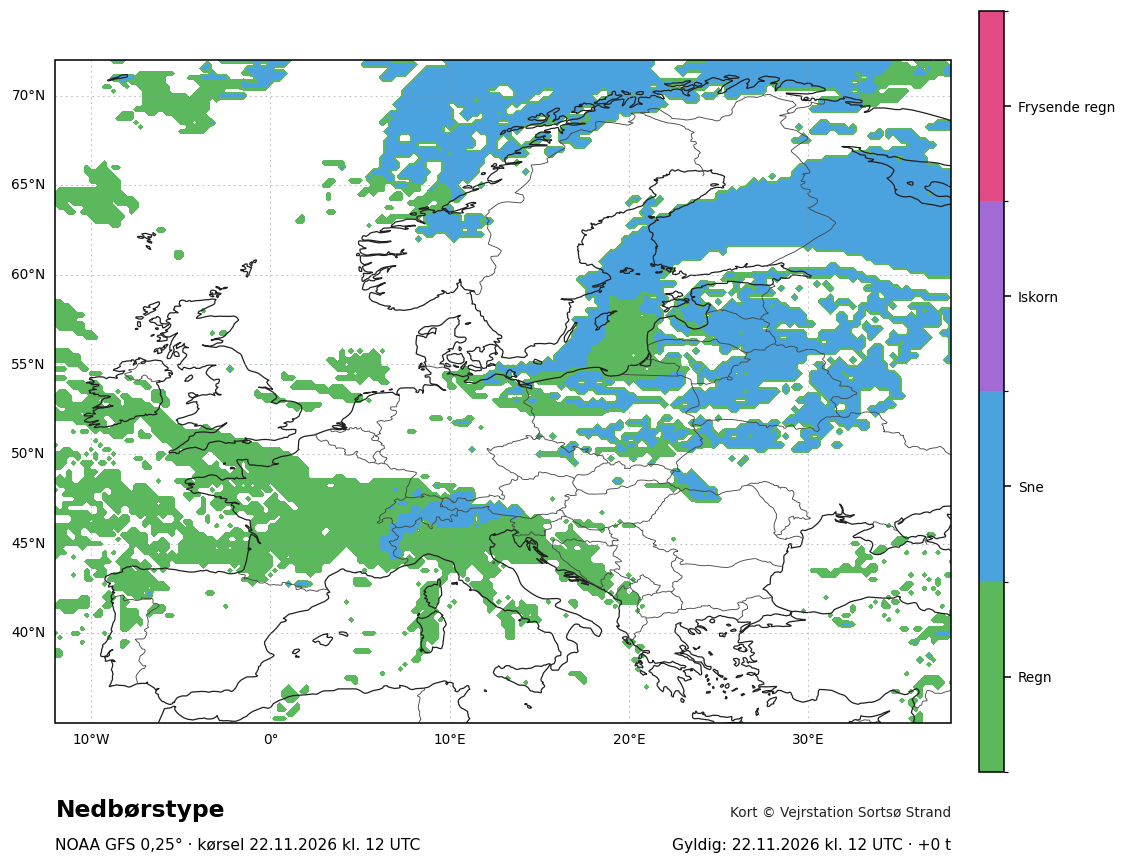 70°N
65°N
60°N
55°N
50°N
45°N
40°N
10°W
0°
10°E
20°E
30°E
Frysende regn
Iskorn
Sne
Regn
Nedbørstype
Kort © Vejrstation Sortsø Strand
NOAA GFS 0,25° · kørsel 22.11.2026 kl. 12 UTC
Gyldig: 22.11.2026 kl. 12 UTC · +0 t